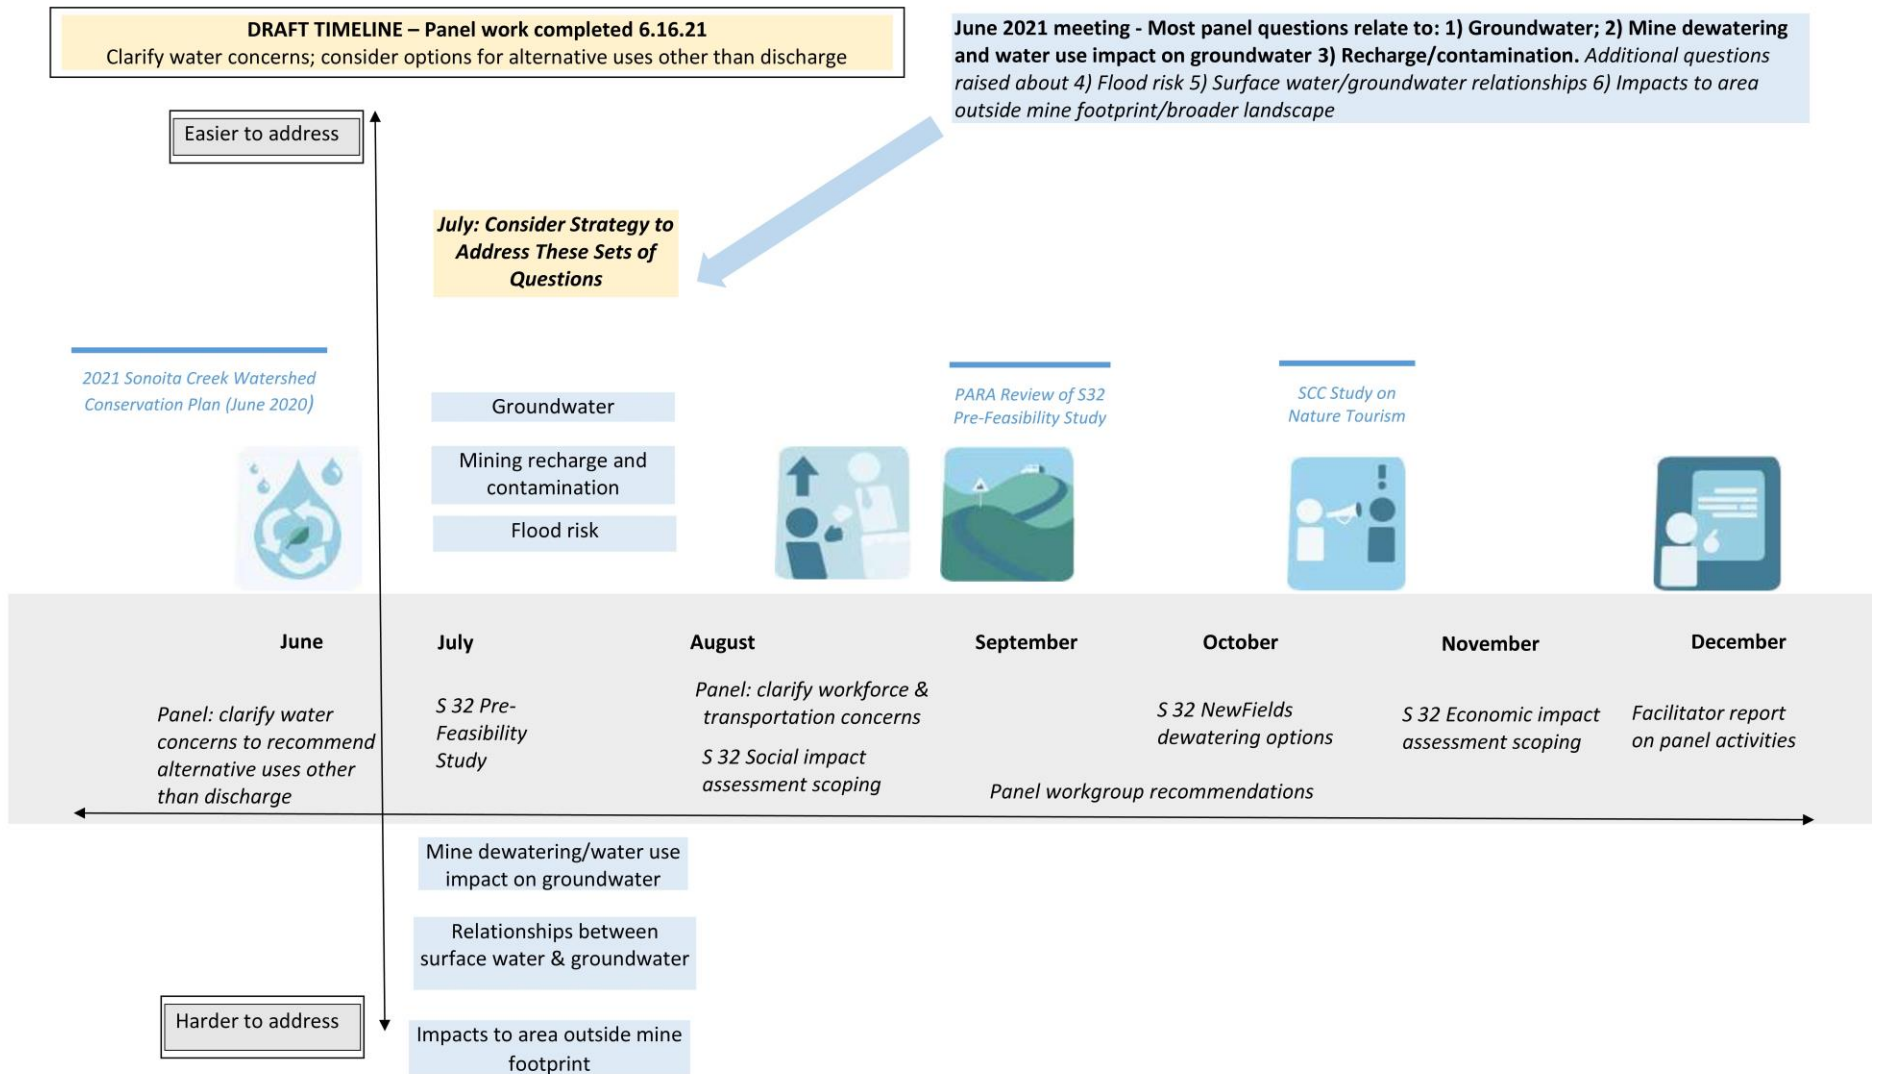 DRAFT TIMELINE – Panel work completed 6.16.21
Clarify water concerns; consider options for alternative uses other than discharge
June 2021 meeting - Most panel questions relate to: 1) Groundwater; 2) Mine dewatering
and water use impact on groundwater 3) Recharge/contamination. Additional questions
raised about 4) Flood risk 5) Surface water/groundwater relationships 6) Impacts to area
outside mine footprint/broader landscape
Easier to address
July: Consider Strategy to
Address These Sets of
Questions
2021 Sonoita Creek Watershed
Conservation Plan (June 2020)
Groundwater
Mining recharge and
contamination
Flood risk
PARA Review of S32
Pre-Feasibility Study
SCC Study on
Nature Tourism
June
July
August
September
October
November
December
Panel: clarify water
concerns to recommend
alternative uses other
than discharge
S 32 Pre-
Feasibility
Study
Panel: clarify workforce &
transportation concerns
S 32 Social impact
assessment scoping
S 32 NewFields
dewatering options
S 32 Economic impact
assessment scoping
Facilitator report
on panel activities
Panel workgroup recommendations
Mine dewatering/water use
impact on groundwater
Relationships between
surface water & groundwater
Harder to address
Impacts to area outside mine
footprint